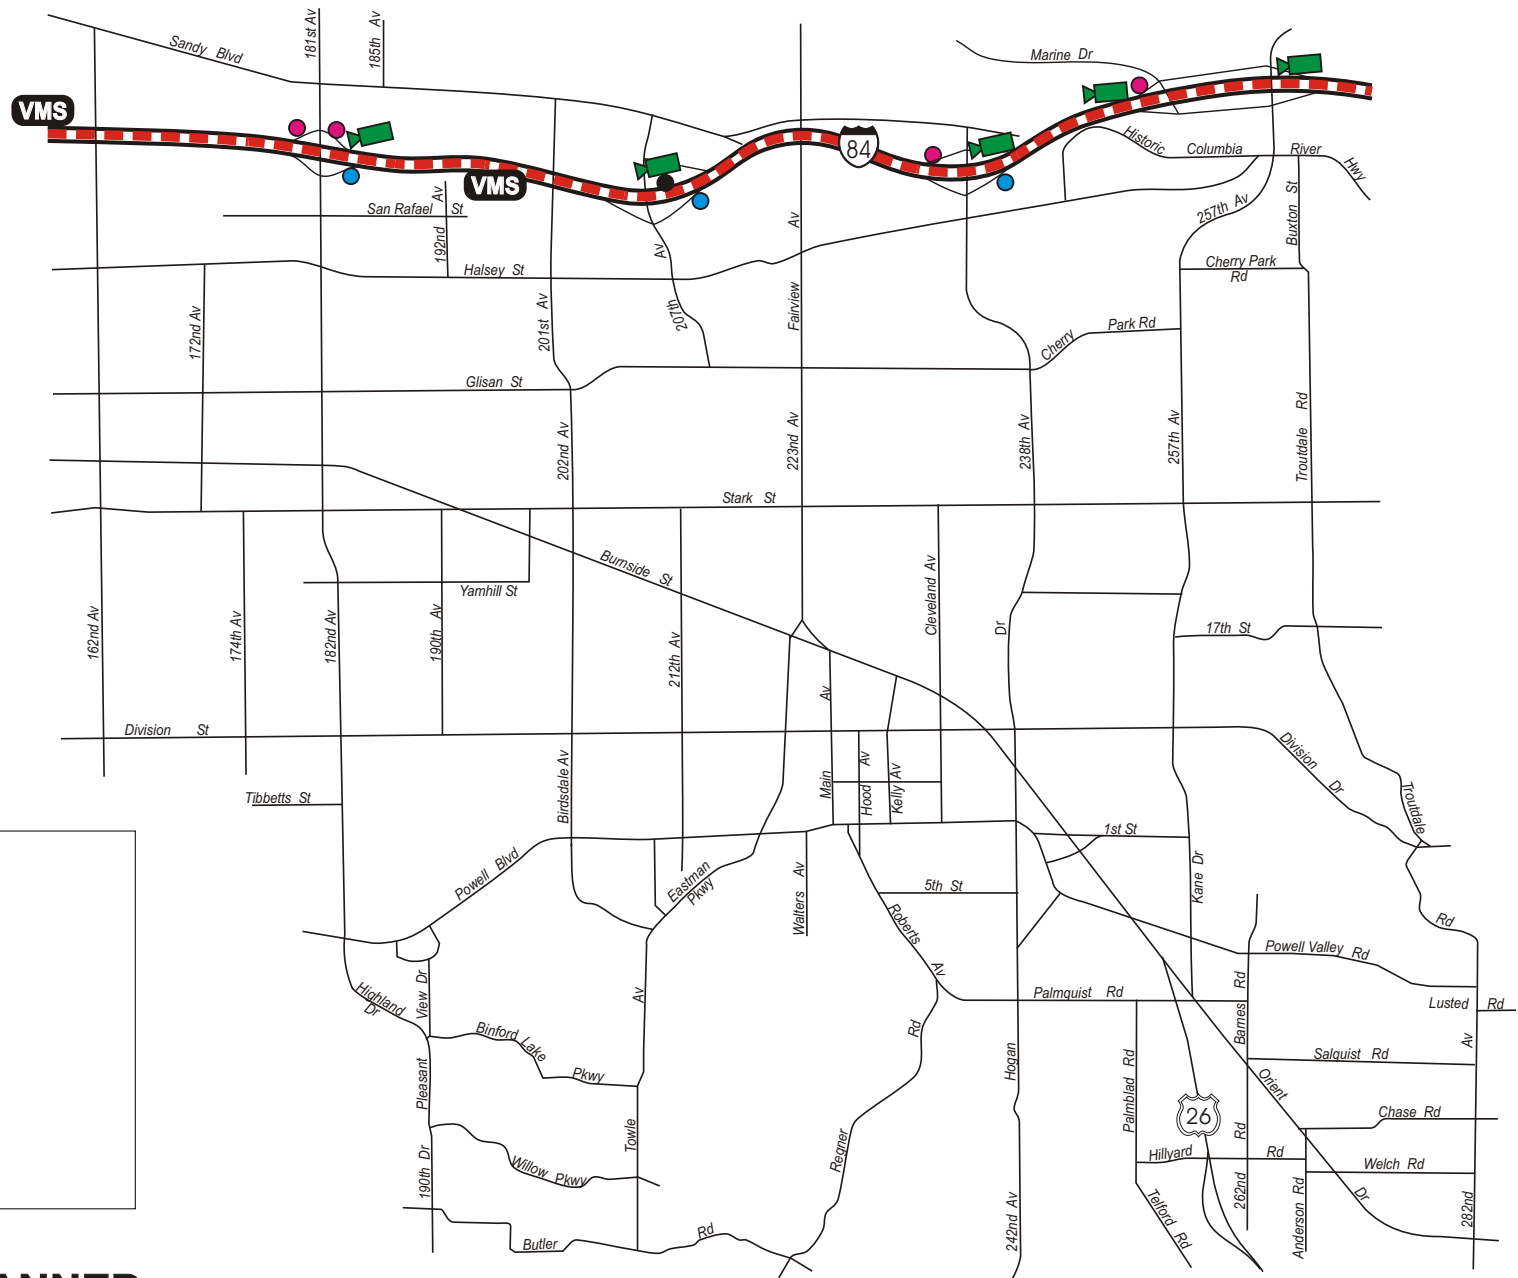 Sandy Blvd
181st Av
185th Av
Marine Dr
VMS
84
Historic
Columbia
River
Hwy
VMS
San Rafael St
192nd Av
Av
Fairview Av
257th Av
Buxton St
Halsey St
Cherry Park
Rd
172nd Av
201st Av
207th
Cherry
Park Rd
Glisan St
202nd Av
223rd Av
238th Av
257th Av
Troutdale Rd
Stark St
Burnside St
Yamhill St
162nd Av
174th Av
182nd Av
190th Av
212th Av
Cleveland Av
Dr
17th St
Division St
Av
Main
Hood Av
Kelly Av
Division Dr
Troutdale
Tibbetts St
Birdsdale Av
1st St
Powell Blvd
Eastman
Pkwy
Walters Av
5th St
Kane Dr
Roberts Av
Rd
Powell Valley Rd
Highland
Dr
View Dr
Av
Palmquist Rd
Barnes Rd
Lusted Rd
Binford Lake
Pkwy
Rd
Hogan
Salquist Rd
Av
Pleasant
Orient
Palmblad Rd
26
Chase Rd
Towle
Regner
Rd
Hillyard Rd
Welch Rd
Willow Pkwy
190th Dr
Telford Rd
262nd
Anderson Rd
Dr
282nd
Butler Rd
242nd Av
ANNED